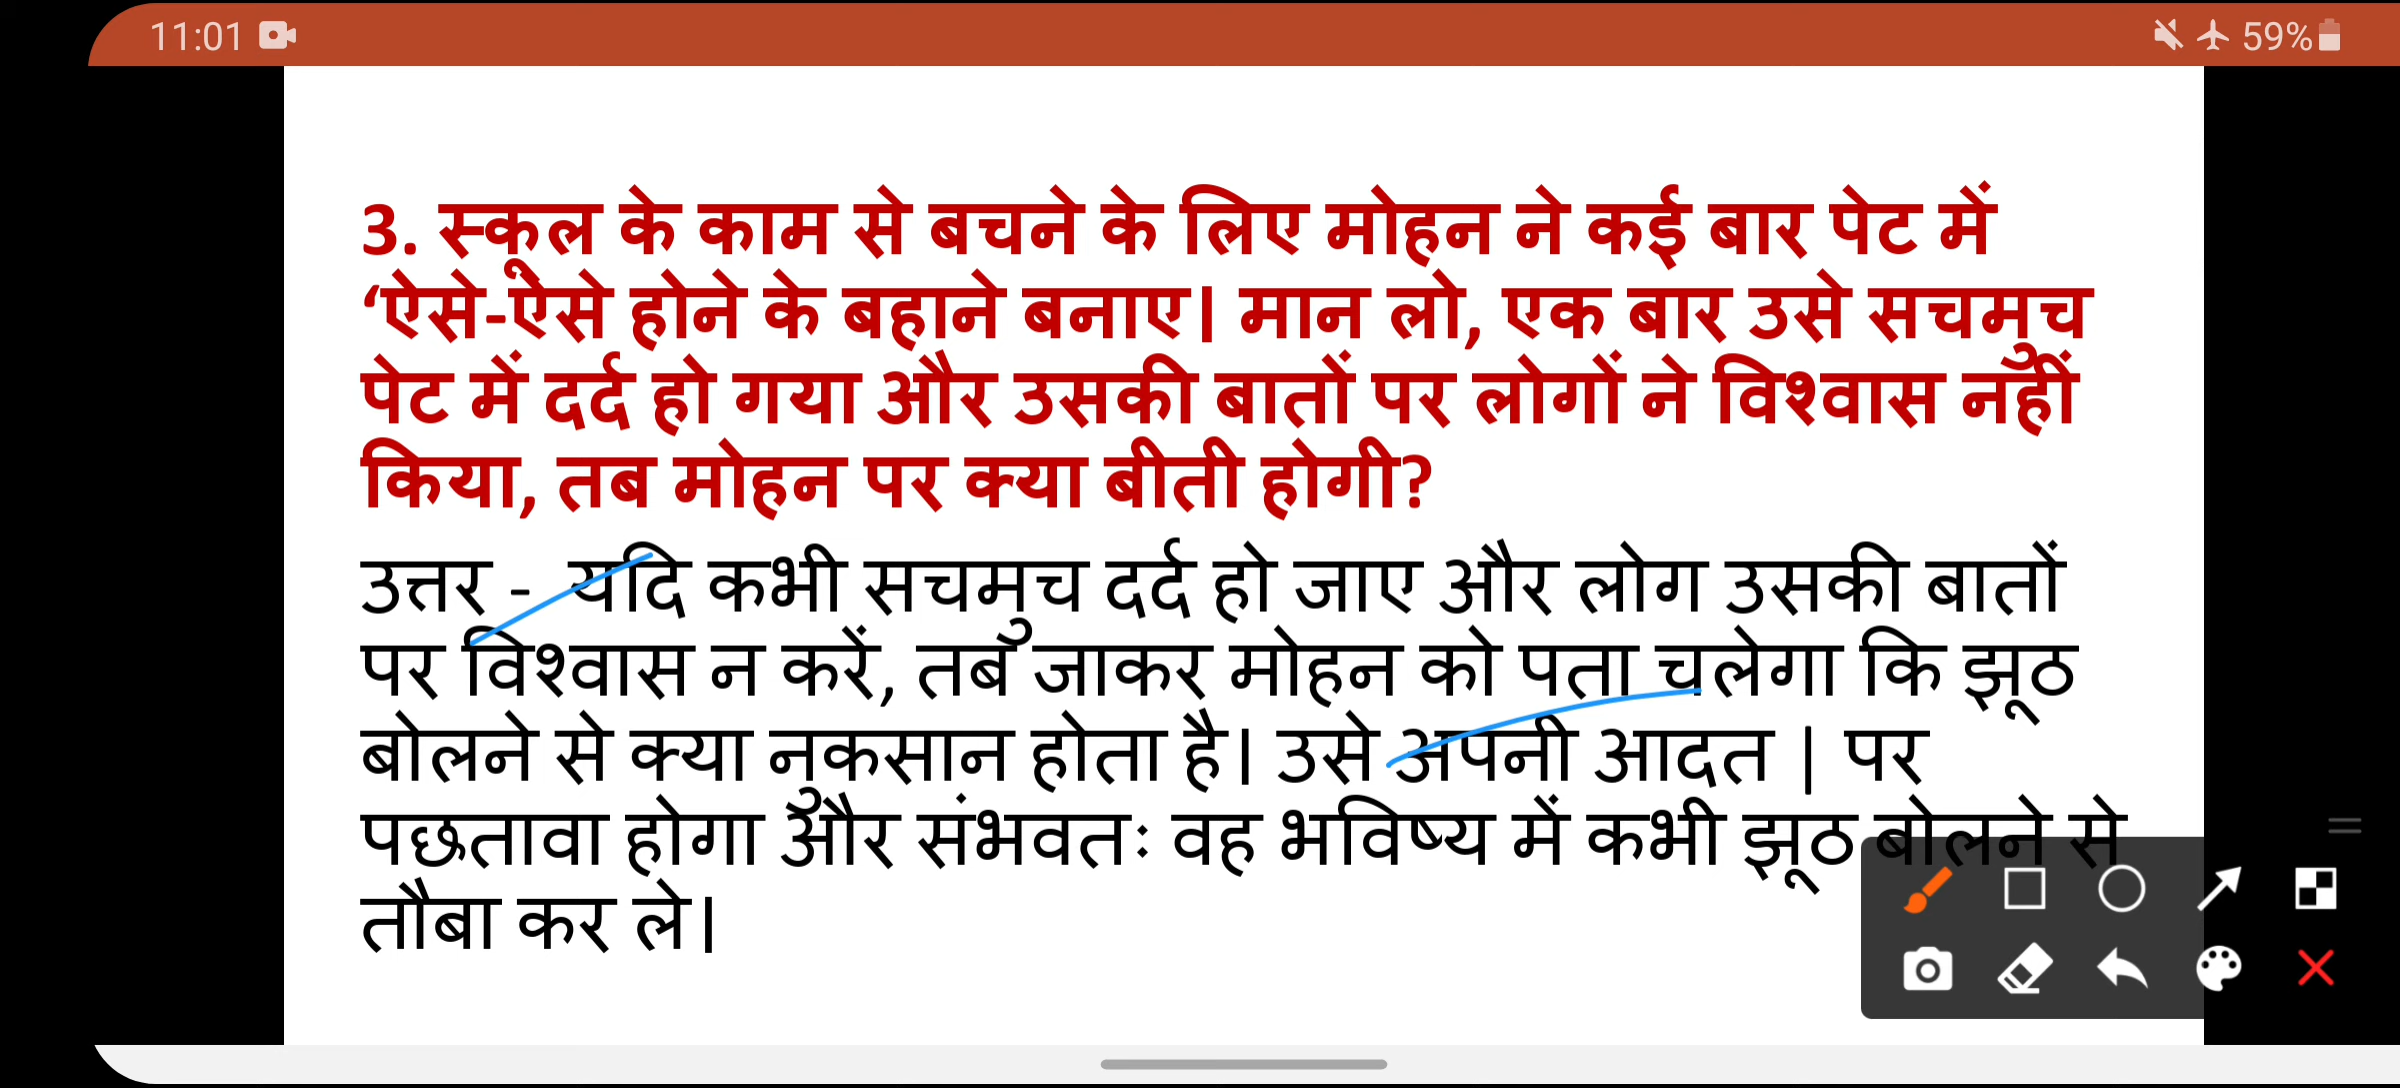 11:01
59%
3. स्कूल के काम से बचने के लिए मोहन ने कई बार पेट में
‘ऐसे-ऐसे होने के बहाने बनाए। मान लो, एक बार उसे सचमुच
पेट में दर्द हो गया और उसकी बातों पर लोगों ने विश्वास नहीं
किया, तब मोहन पर क्या बीती होगी?
उत्तर - यदि कभी सचमुच दर्द हो जाए और लोग उसकी बातों
पर विश्वास न करें, तब जाकर मोहन को पता चलेगा कि झूठ
बोलने से क्या नुकसान होता है। उसे अपनी आदत | पर
पछतावा होगा और संभवतः वह भविष्य में कभी झूठ बोलने से
तौबा कर ले।